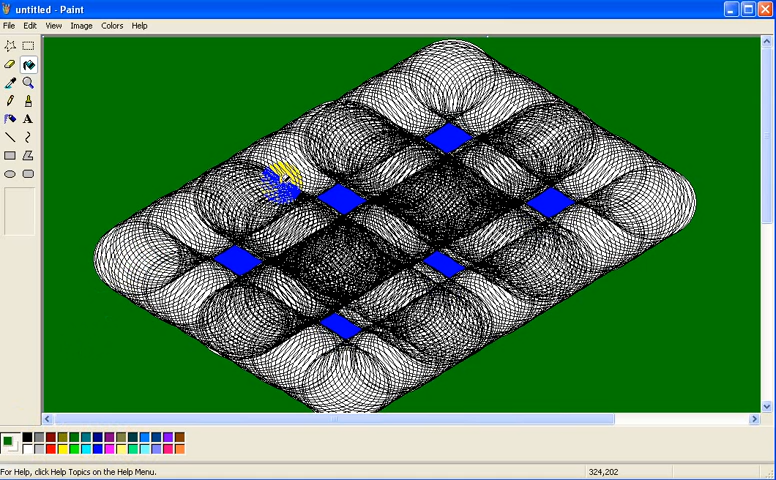 untitled - Paint
File Edit View Image Colors Help
A
For Help, click Help Topics on the Help Menu.
324,202